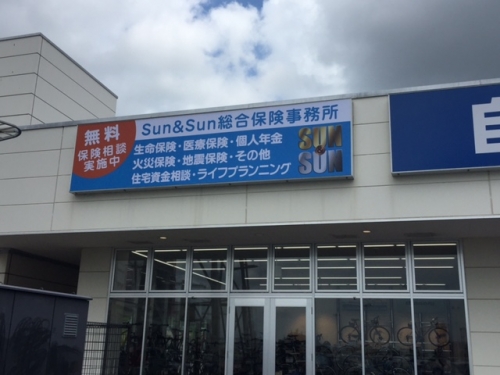 無料
保険相談
実施中
Sun&Sun総合保険事務所
生命保険・医療保険・個人年金
火災保険・地震保険・その他
住宅資金相談・ライフプランニング
SUN
SUN
自